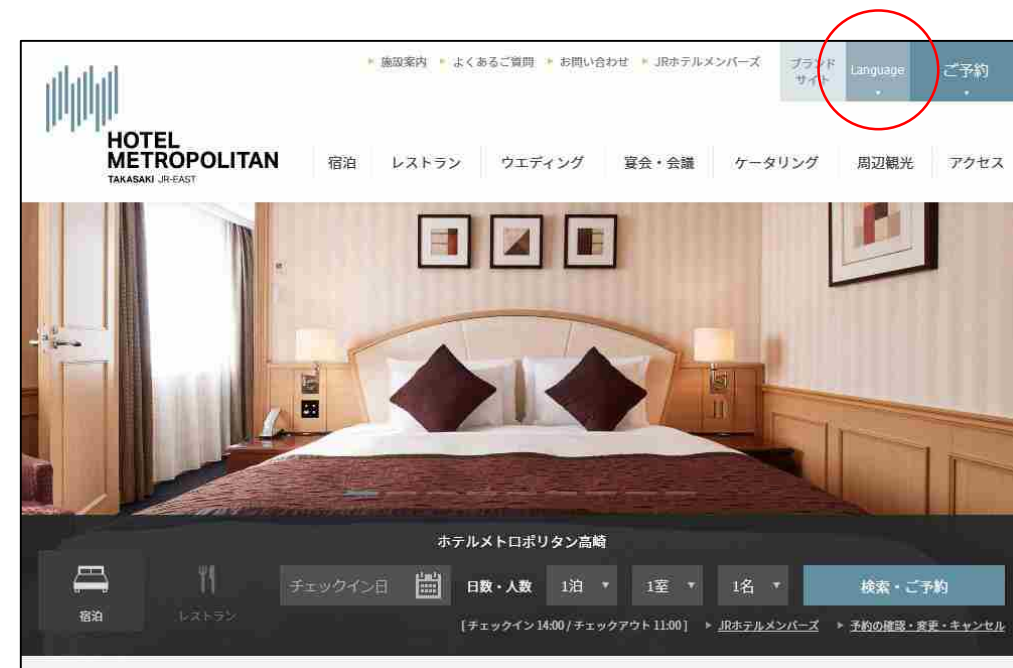 施設案内 よくあるご質問 お問い合わせ JRホテルメンバーズ
ブランド
サイト
Language
ご予約
HOTEL
METROPOLITAN
TAKASAKI JR-EAST
宿泊 レストラン ウエディング 宴会・会議 ケータリング 周辺観光 アクセス
ホテルメトロポリタン高崎
宿泊
レストラン
チェックイン日 日数・人数 1泊 1室 1名 検索・ご予約
[チェックイン 14:00 / チェックアウト 11:00] JRホテルメンバーズ 予約の確認・変更・キャンセル